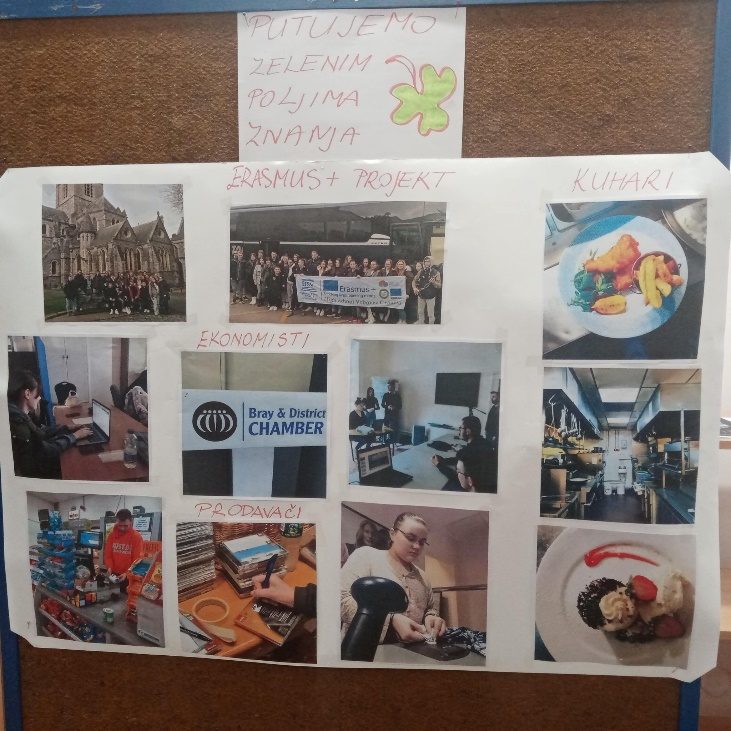 PUTUJEMO
ZELENIM
POLJIMA
ZNANJA
ERASMUS+ PROJEKT
KUHARI
Erasmus+
EKONOMISTI
Bray & District
CHAMBER
PRODAVAČI